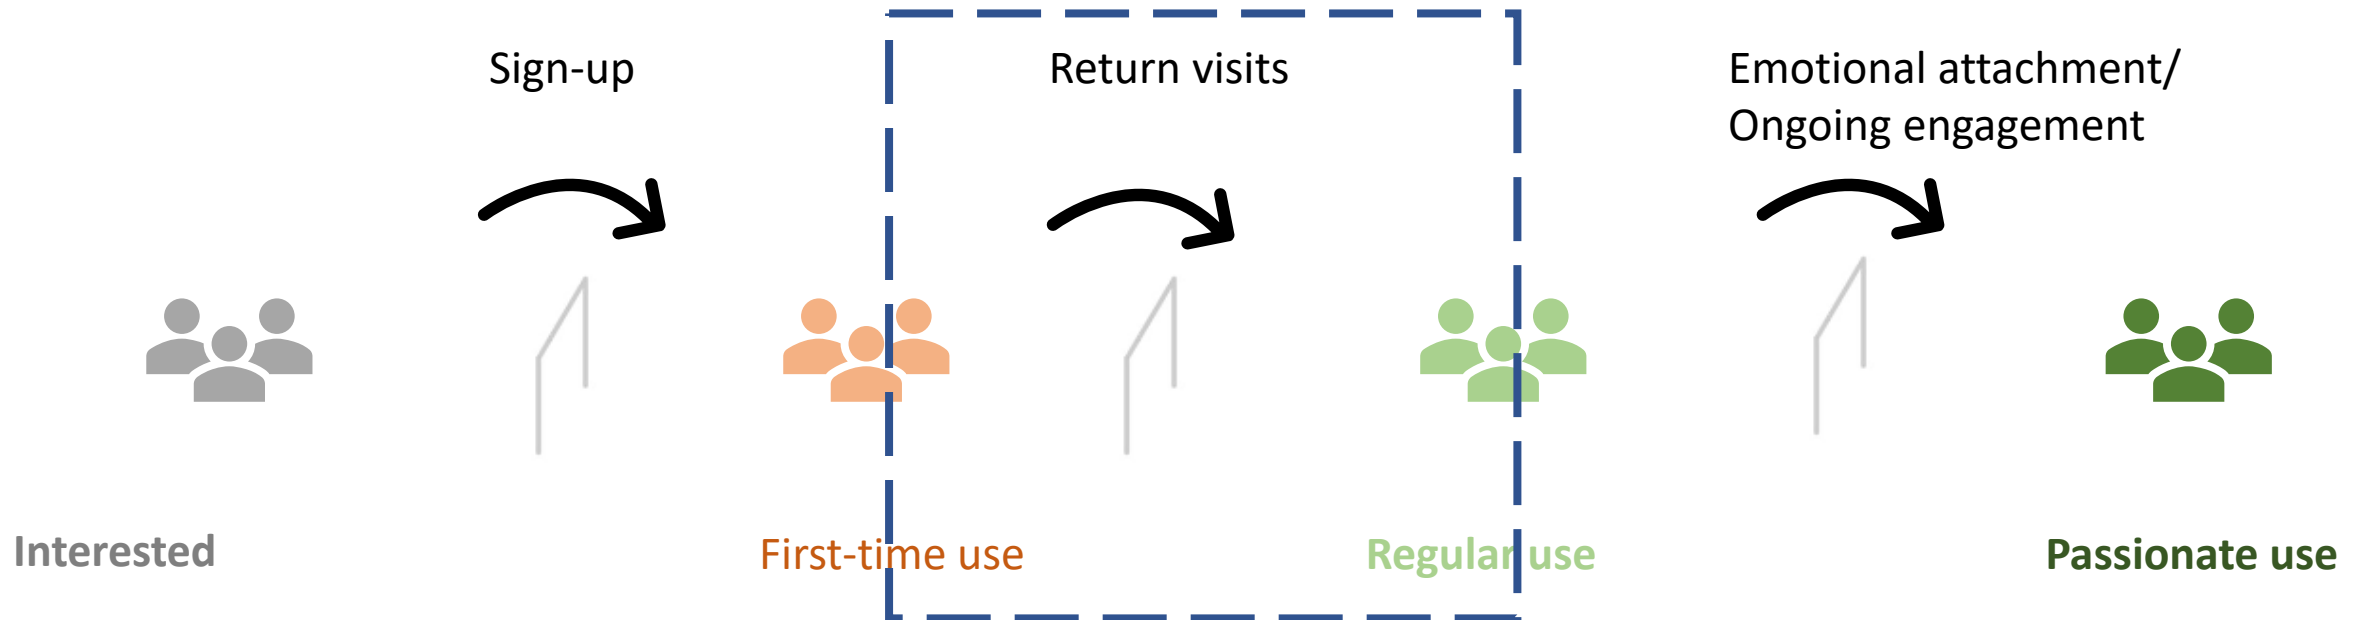 Sign-up
Return visits
Emotional attachment/
Ongoing engagement
Interested
First-time use
Regular use
Passionate use